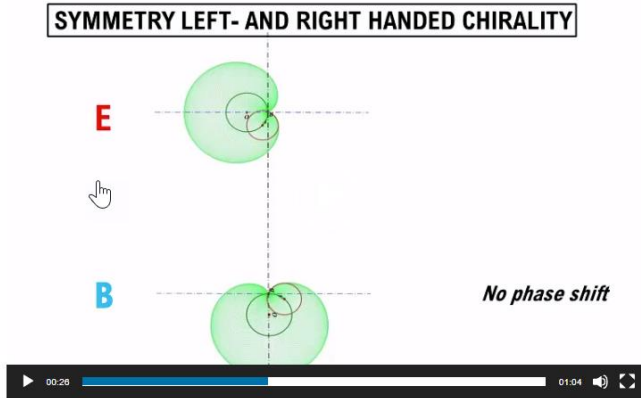 SYMMETRY LEFT- AND RIGHT HANDED CHIRALITY
E
B
No phase shift
00:26
01:04